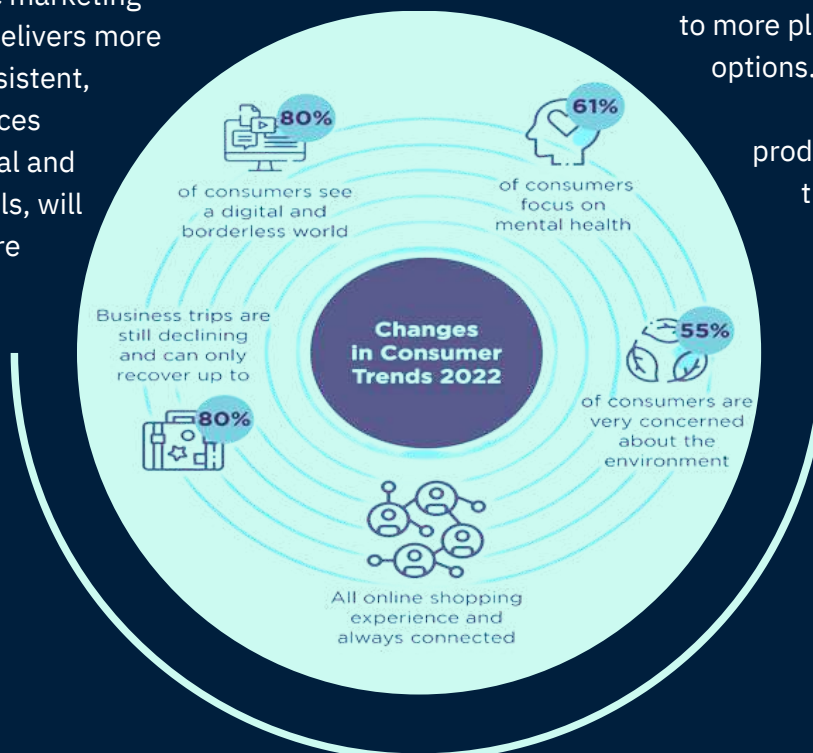 marketing
elivers more
sistent,
ces
al and
ls, will
re
to more pl
options.
prod
t
80%
of consumers see
a digital and
borderless world
61%
of consumers
focus on
mental health
Business trips are
still declining
and can only
recover up to
80%
Changes
in Consumer
Trends 2022
55%
of consumers are
very concerned
about the
environment
All online shopping
experience and
always connected